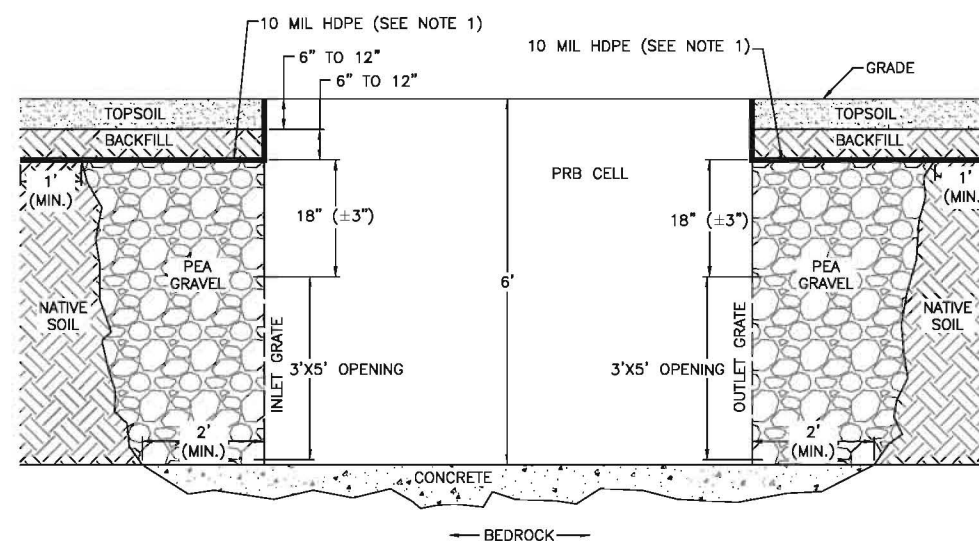 10 MIL HDPE (SEE NOTE 1)
6" TO 12"
6" TO 12"
10 MIL HDPE (SEE NOTE 1)
GRADE
TOPSOIL
TOPSOIL
BACKFILL
BACKFILL
1'
(MIN.)
PRB CELL
1'
(MIN.)
18" (±3")
18" (±3")
PEA
GRAVEL
6'
PEA
GRAVEL
NATIVE
SOIL
NATIVE
SOIL
INLET GRATE
3'X5' OPENING
3'X5' OPENING
OUTLET GRATE
2'
(MIN.)
2'
(MIN.)
CONCRETE
BEDROCK